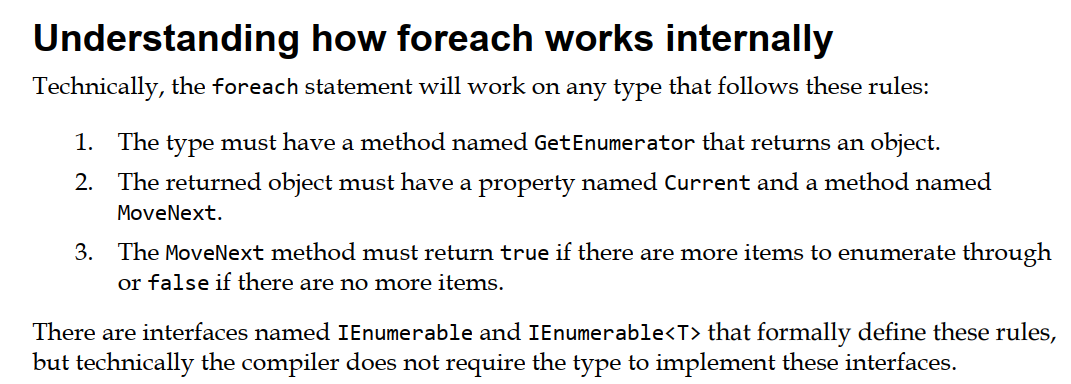 Understanding how foreach works internally
Technically, the foreach statement will work on any type that follows these rules:
1. The type must have a method named GetEnumerator that returns an object.
2. The returned object must have a property named Current and a method named
MoveNext.
3. The MoveNext method must return true if there are more items to enumerate through
or false if there are no more items.
There are interfaces named IEnumerable and IEnumerable<T> that formally define these rules,
but technically the compiler does not require the type to implement these interfaces.